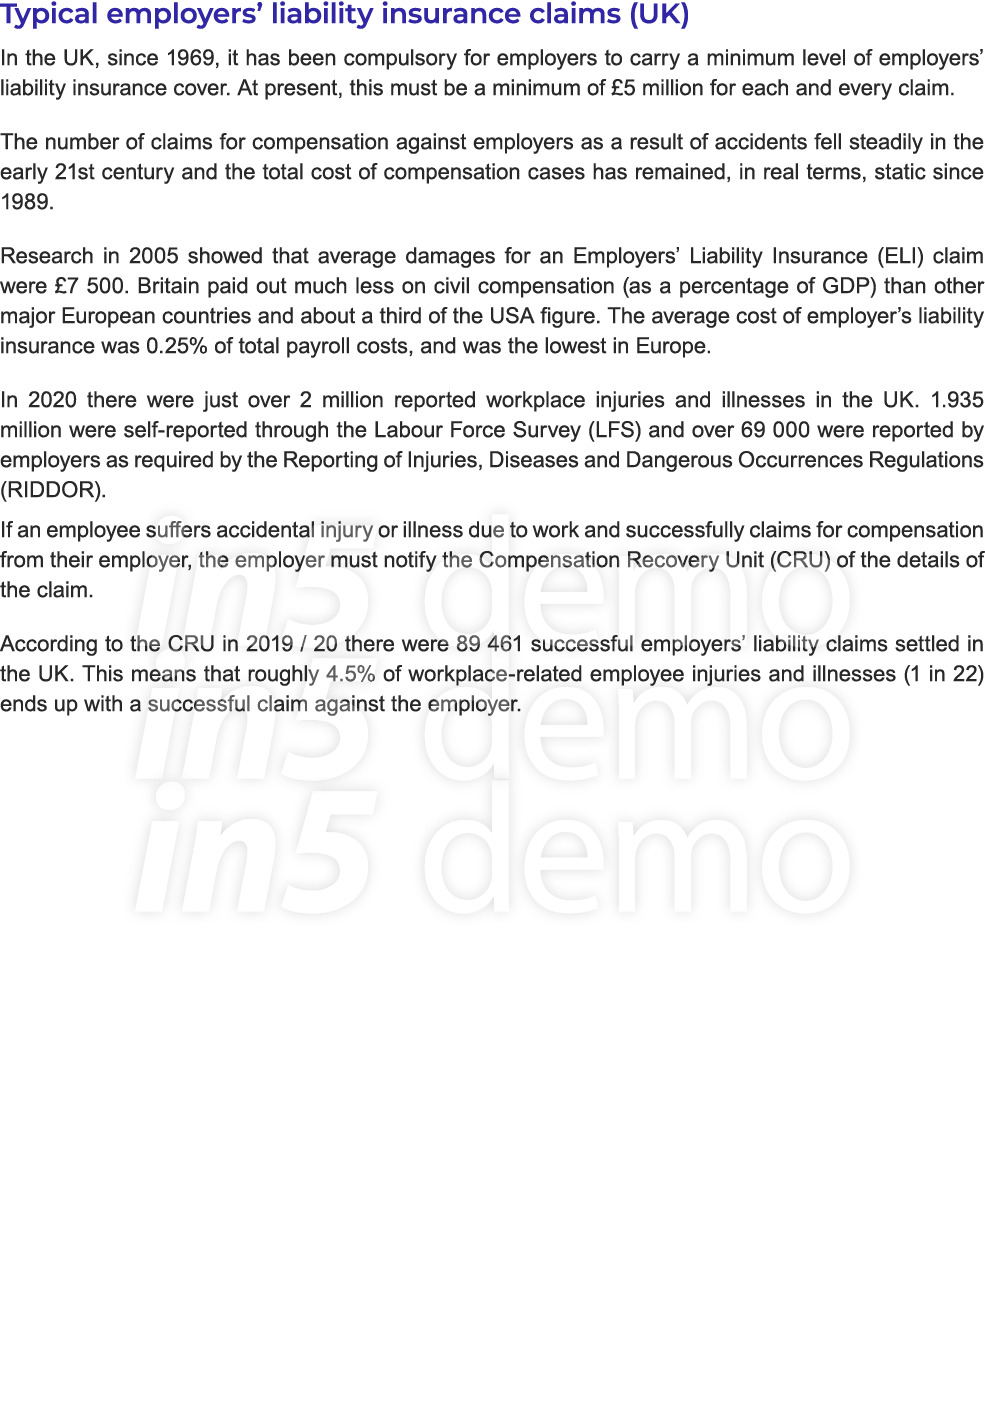 Typical employers’ liability insurance claims (UK)
In the UK, since 1969, it has been compulsory for employers to carry a minimum level of employers’
liability insurance cover. At present, this must be a minimum of £5 million for each and every claim.
The number of claims for compensation against employers as a result of accidents fell steadily in the
early 21st century and the total cost of compensation cases has remained, in real terms, static since
1989.
Research in 2005 showed that average damages for an Employers’ Liability Insurance (ELI) claim
were £7 500. Britain paid out much less on civil compensation (as a percentage of GDP) than other
major European countries and about a third of the USA figure. The average cost of employer’s liability
insurance was 0.25% of total payroll costs, and was the lowest in Europe.
In 2020 there were just over 2 million reported workplace injuries and illnesses in the UK. 1.935
million were self-reported through the Labour Force Survey (LFS) and over 69 000 were reported by
employers as required by the Reporting of Injuries, Diseases and Dangerous Occurrences Regulations
(RIDDOR).
If an employee suffers accidental injury or illness due to work and successfully claims for compensation
from their employer, the employer must notify the Compensation Recovery Unit (CRU) of the details of
the claim.
According to the CRU in 2019 / 20 there were 89 461 successful employers’ liability claims settled in
the UK. This means that roughly 4.5% of workplace-related employee injuries and illnesses (1 in 22)
ends up with a successful claim against the employer.
in5 demo
in5 demo
in5 demo